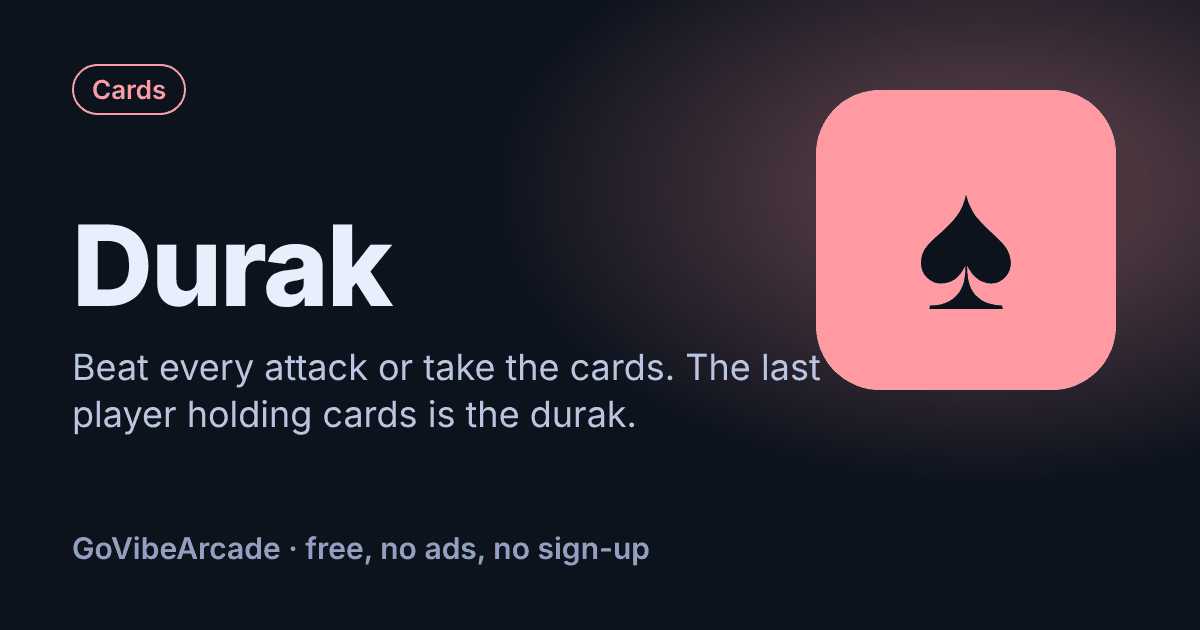 Cards
Durak
Beat every attack or take the cards. The last
player holding cards is the durak.
GoVibeArcade · free, no ads, no sign-up